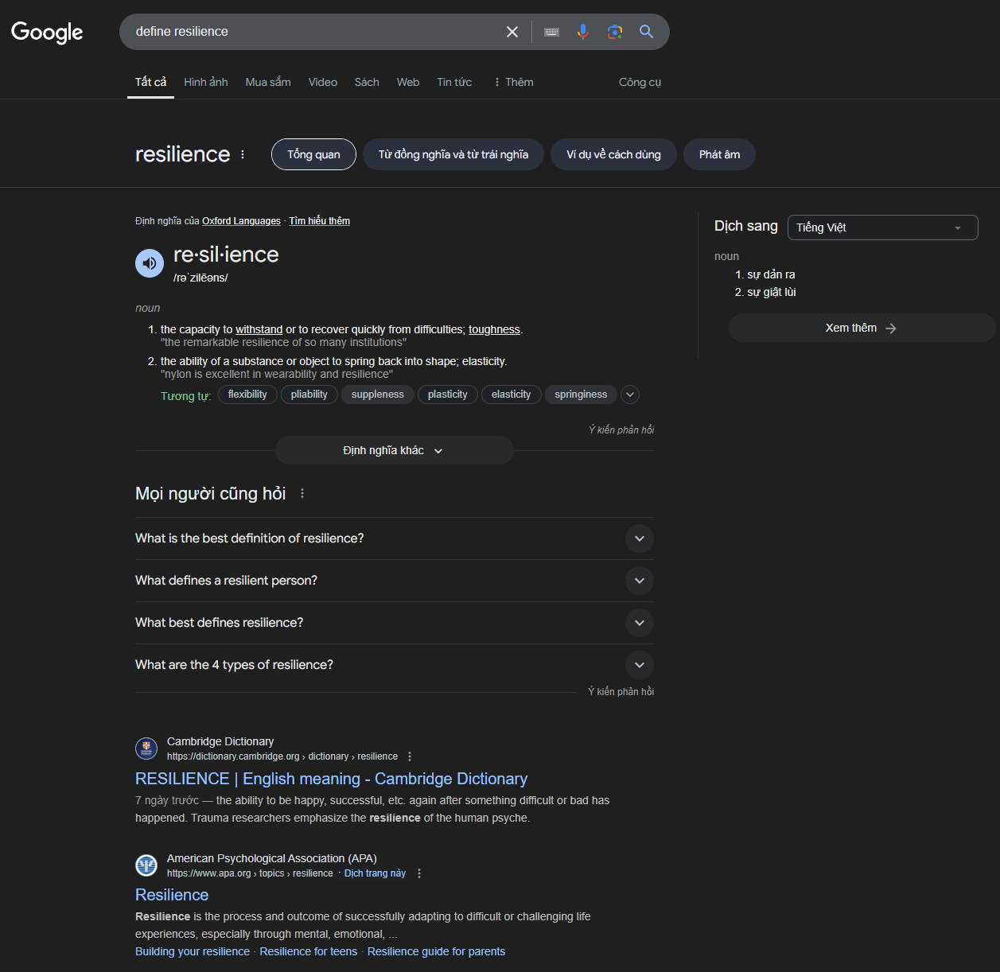 Google
define resilience
Tất cả Hình ảnh Mua sắm Video Sách Web Tin tức Thêm Công cụ
resilience
Tổng quan Từ đồng nghĩa và từ trái nghĩa Ví dụ về cách dùng Phát âm
Định nghĩa của Oxford Languages · Tìm hiểu thêm
re·sil·ience
/rəˈzilēəns/
noun
1. the capacity to withstand or to recover quickly from difficulties; toughness.
"the remarkable resilience of so many institutions"
2. the ability of a substance or object to spring back into shape; elasticity.
"nylon is excellent in wearability and resilience"
Tương tự: flexibility pliability suppleness plasticity elasticity springiness
Ý kiến phản hồi
Định nghĩa khác
Dịch sang Tiếng Việt
noun
1. sự dản ra
2. sự giật lùi
Xem thêm
Mọi người cũng hỏi
What is the best definition of resilience?
What defines a resilient person?
What best defines resilience?
What are the 4 types of resilience?
Ý kiến phản hồi
Cambridge Dictionary
https://dictionary.cambridge.org › dictionary › resilience
RESILIENCE | English meaning - Cambridge Dictionary
7 ngày trước — the ability to be happy, successful, etc. again after something difficult or bad has
happened. Trauma researchers emphasize the resilience of the human psyche.
American Psychological Association (APA)
https://www.apa.org › topics › resilience · Dịch trang này
Resilience
Resilience is the process and outcome of successfully adapting to difficult or challenging life
experiences, especially through mental, emotional, ...
Building your resilience · Resilience for teens · Resilience guide for parents